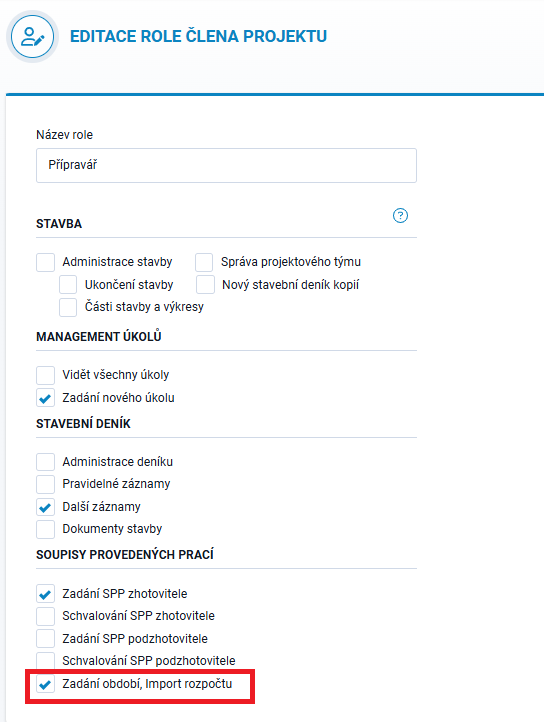 EDITACE ROLE ČLENA PROJEKTU
Název role
Přípravář
STAVBA
?
Administrace stavby
Správa projektového týmu
Ukončení stavby
Nový stavební deník kopií
Části stavby a výkresy
MANAGEMENT ÚKOLŮ
Vidět všechny úkoly
Zadání nového úkolu
STAVEBNÍ DENÍK
Administrace deníku
Pravidelné záznamy
Další záznamy
Dokumenty stavby
SOUPISY PROVEDENÝCH PRACÍ
Zadání SPP zhotovitele
Schvalování SPP zhotovitele
Zadání SPP podzhotovitele
Schvalování SPP podzhotovitele
Zadání období, Import rozpočtu